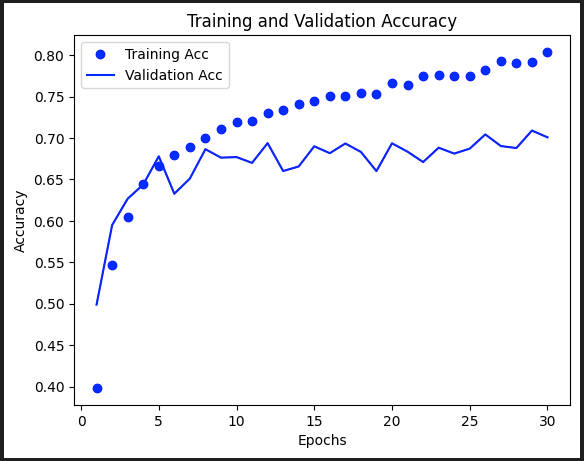 Training and Validation Accuracy
Training Acc
Validation Acc
0.80
0.75
0.70
0.65
0.60
0.55
0.50
0.45
0.40
Accuracy
0 5 10 15 20 25 30
Epochs